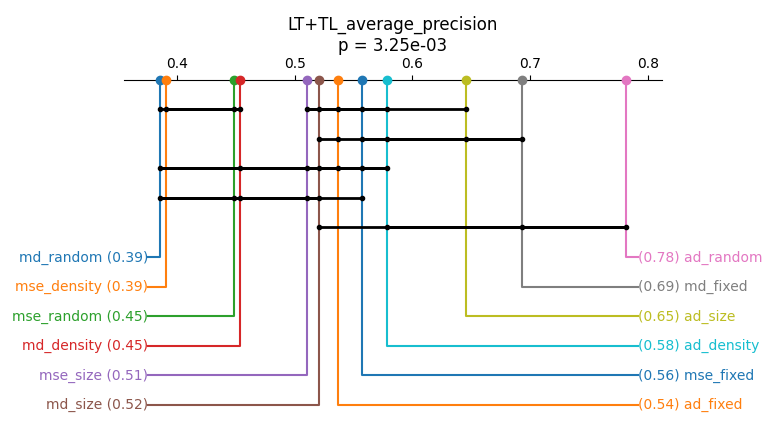 LT+TL_average_precision
p = 3.25e-03
0.4 0.5 0.6 0.7 0.8
md_random (0.39)
(0.78) ad_random
mse_density (0.39)
(0.69) md_fixed
mse_random (0.45)
(0.65) ad_size
md_density (0.45)
(0.58) ad_density
mse_size (0.51)
(0.56) mse_fixed
md_size (0.52)
(0.54) ad_fixed